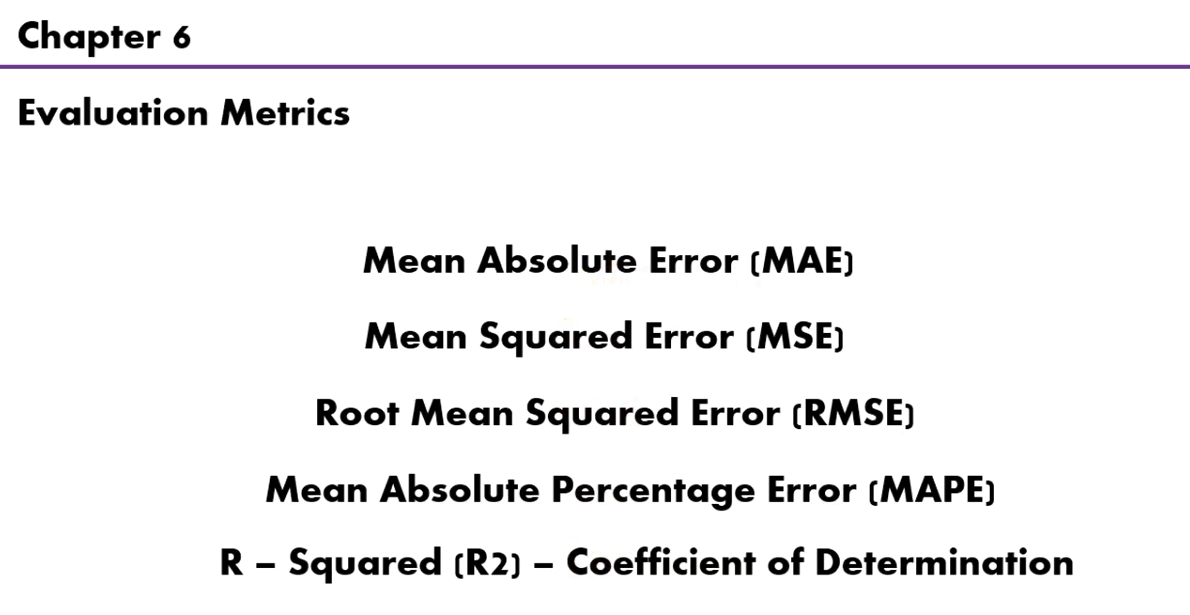 Chapter 6
Evaluation Metrics
Mean Absolute Error (MAE)
Mean Squared Error (MSE)
Root Mean Squared Error (RMSE)
Mean Absolute Percentage Error (MAPE)
R – Squared (R2) – Coefficient of Determination